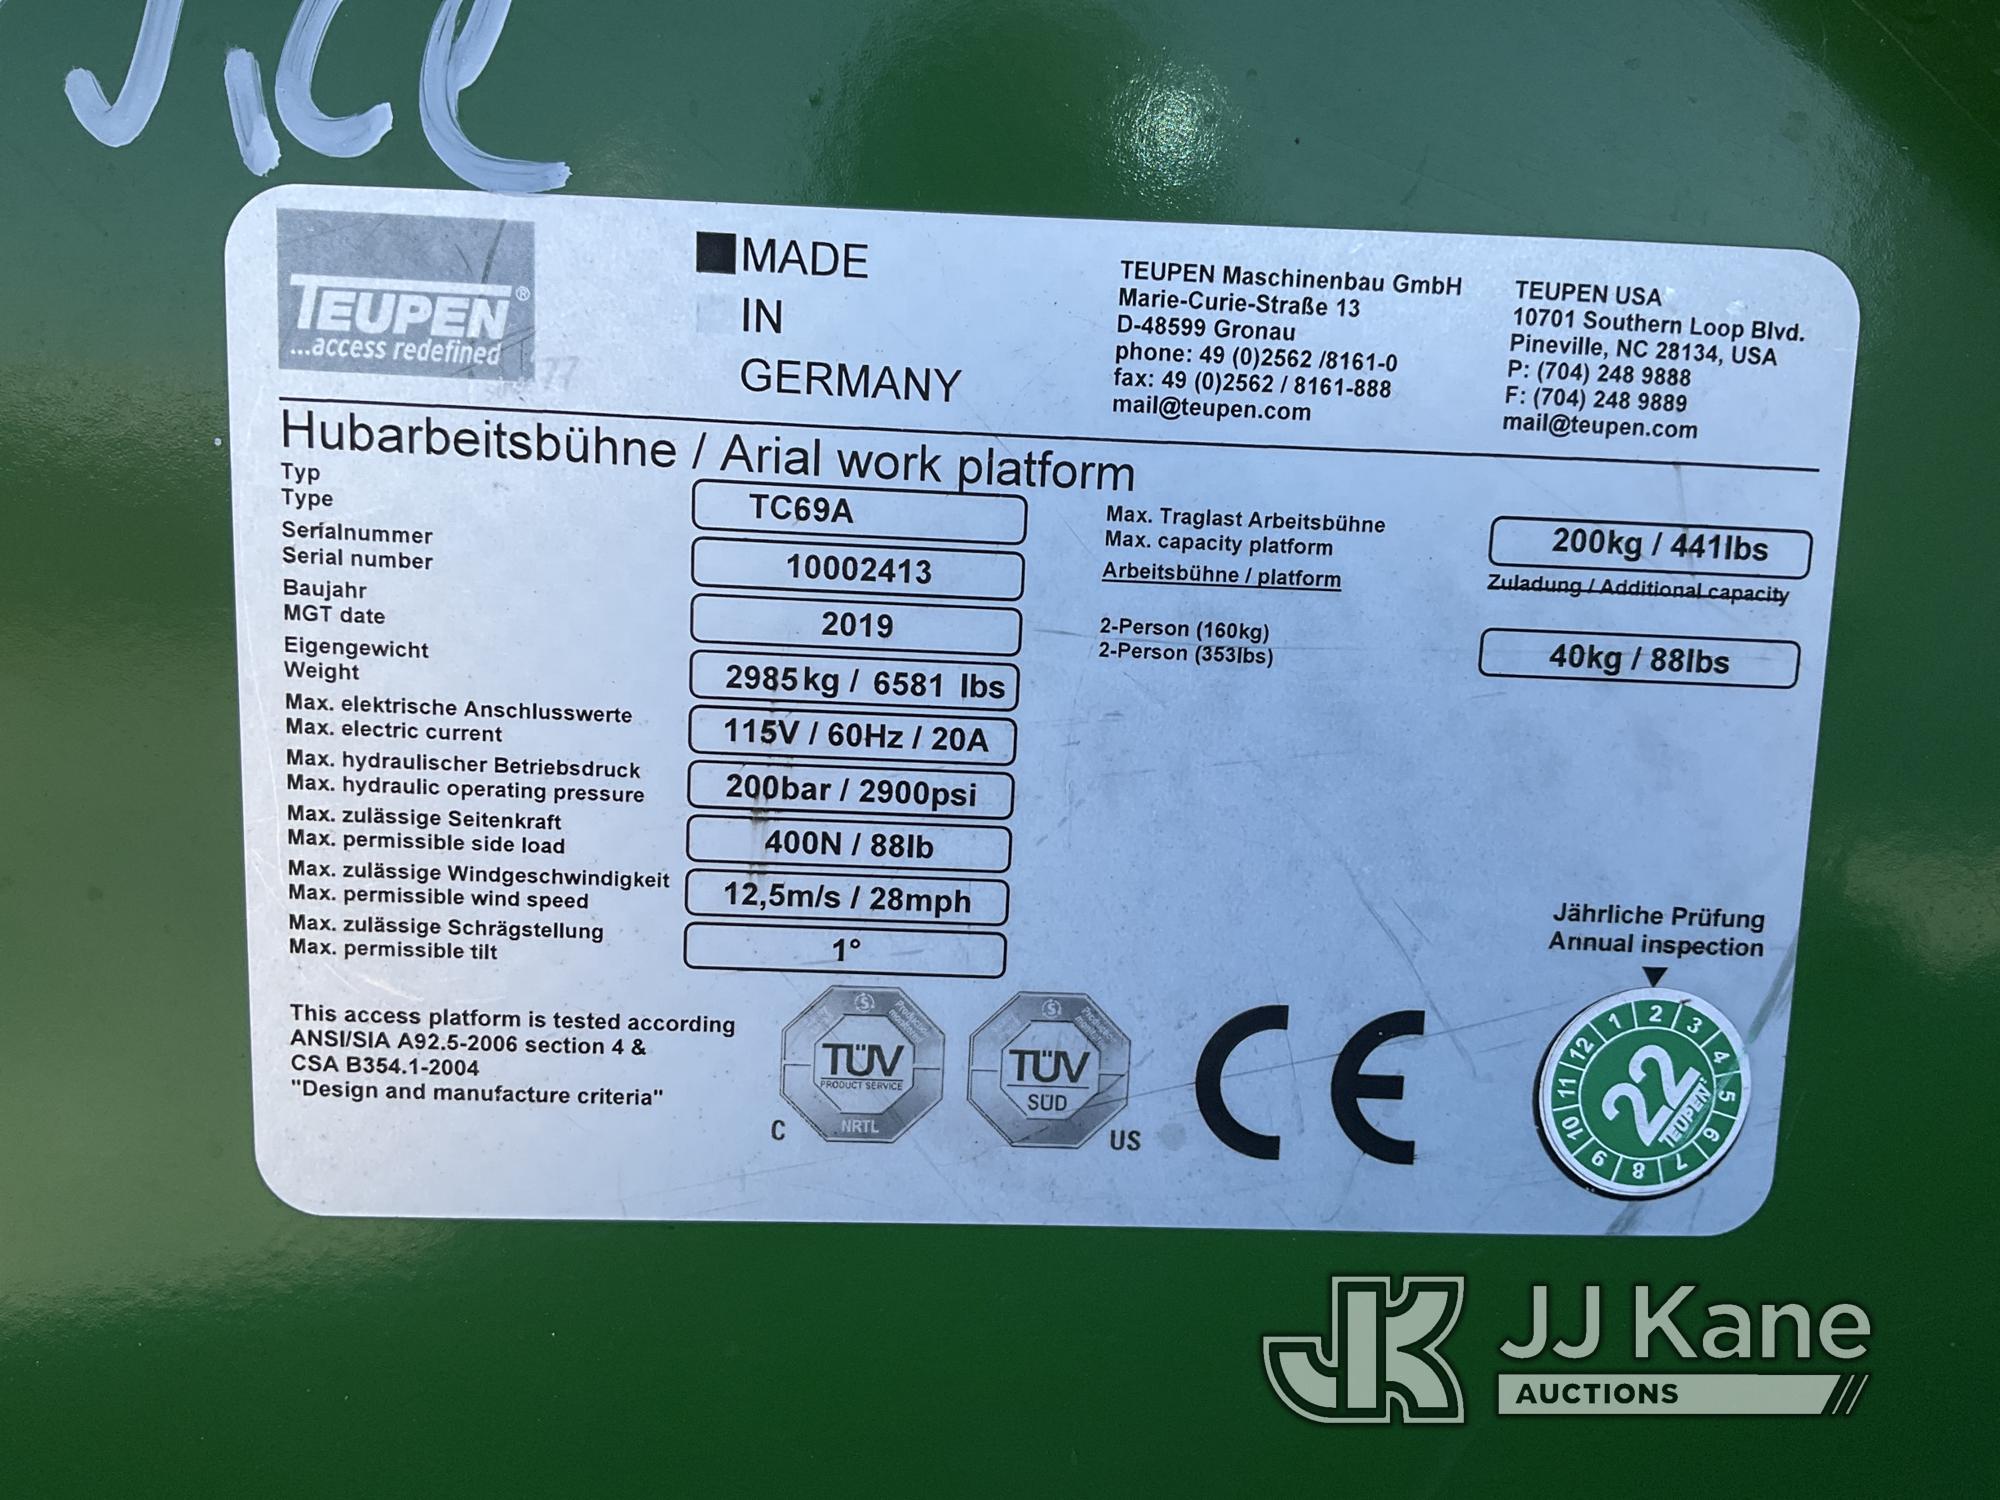 TEUPEN®
...access redefined
MADE
IN
GERMANY
TEUPEN Maschinenbau GmbH
Marie-Curie-Straße 13
D-48599 Gronau
phone: 49 (0)2562 /8161-0
fax: 49 (0)2562 / 8161-888
mail@teupen.com
TEUPEN USA
10701 Southern Loop Blvd.
Pineville, NC 28134, USA
P: (704) 248 9888
F: (704) 248 9889
mail@teupen.com
Hubarbeitsbühne / Arial work platform
Typ
Type
TC69A
Serialnummer
Serial number
10002413
Baujahr
MGT date
2019
Eigengewicht
Weight
2985kg / 6581 lbs
Max. elektrische Anschlusswerte
Max. electric current
115V / 60Hz / 20A
Max. hydraulischer Betriebsdruck
Max. hydraulic operating pressure
200bar / 2900psi
Max. zulässige Seitenkraft
Max. permissible side load
400N / 88lb
Max. zulässige Windgeschwindigkeit
Max. permissible wind speed
12,5m/s / 28mph
Max. zulässige Schrägstellung
Max. permissible tilt
1°
Max. Traglast Arbeitsbühne
Max. capacity platform
200kg / 441lbs
Arbeitsbühne / platform
Zuladung / Additional capacity
2-Person (160kg)
2-Person (353lbs)
40kg / 88lbs
This access platform is tested according
ANSI/SIA A92.5-2006 section 4 &
CSA B354.1-2004
"Design and manufacture criteria"
C
TÜV
PRODUCT SERVICE
NRTL
TÜV
SÜD
US
CE
Jährliche Prüfung
Annual inspection
1 2 3 4 5 6 7 8 9 10 11 12
22
TEUPEN
JK
JJ Kane
AUCTIONS